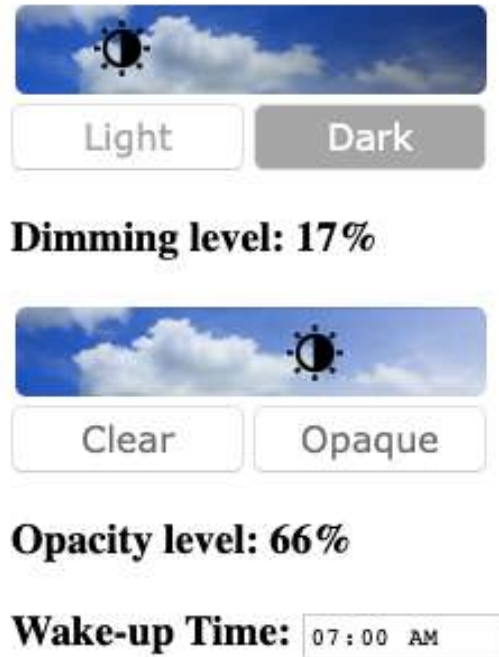 Light Dark
Dimming level: 17%
Clear Opaque
Opacity level: 66%
Wake-up Time: 07:00 AM